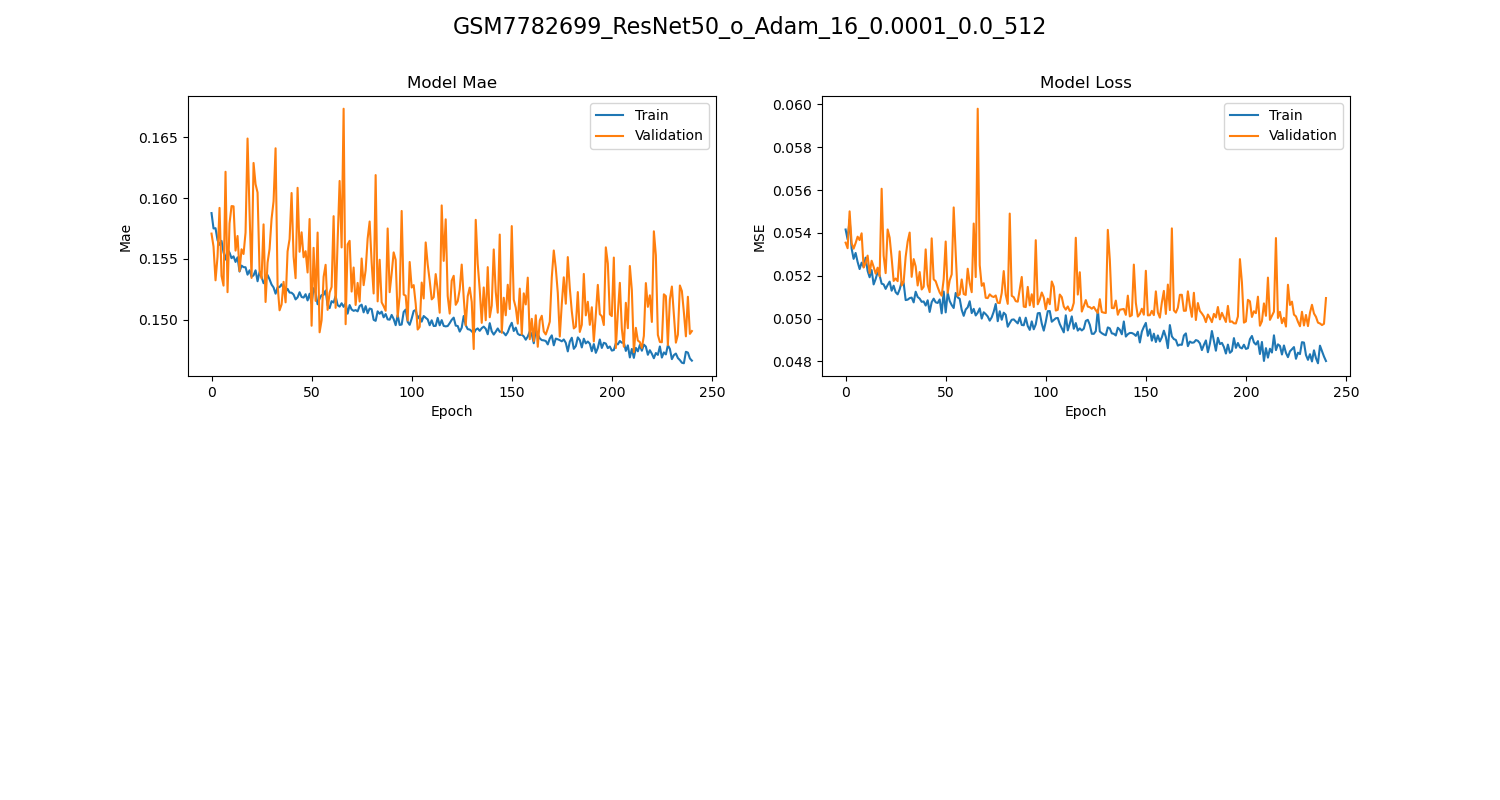 GSM7782699_ResNet50_o_Adam_16_0.0001_0.0_512
Model Mae
Train
Validation
0.165
0.160
0.155
0.150
Mae
0 50 100 150 200 250
Epoch
Model Loss
Train
Validation
0.060
0.058
0.056
0.054
0.052
0.050
0.048
MSE
0 50 100 150 200 250
Epoch